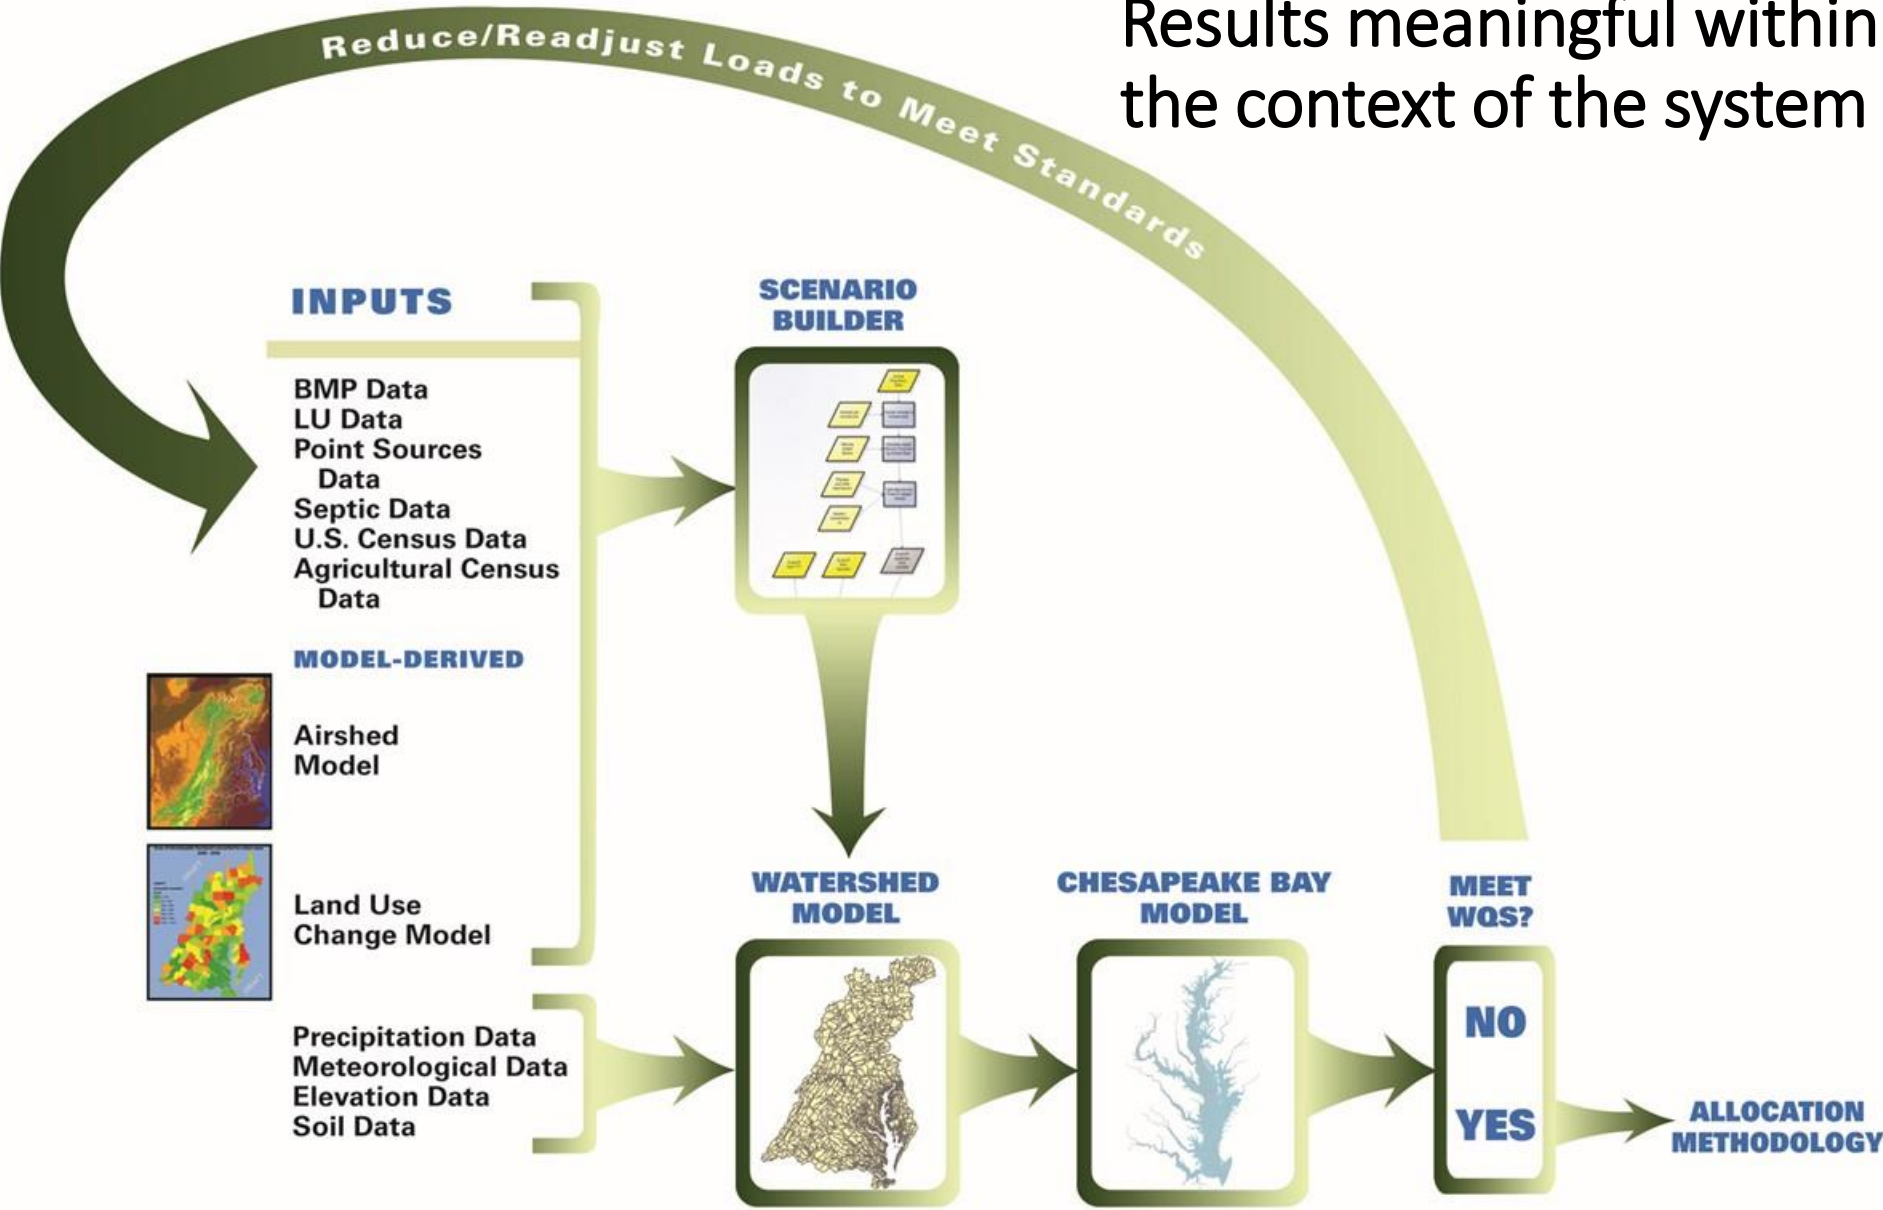 Results meaningful within
the context of the system
Reduce/Readjust Loads to Meet Standards
INPUTS
BMP Data
LU Data
Point Sources
Data
Septic Data
U.S. Census Data
Agricultural Census
Data
MODEL-DERIVED
Airshed
Model
Land Use
Change Model
Precipitation Data
Meteorological Data
Elevation Data
Soil Data
SCENARIO
BUILDER
WATERSHED
MODEL
CHESAPEAKE BAY
MODEL
MEET
WQS?
NO
YES
ALLOCATION
METHODOLOGY